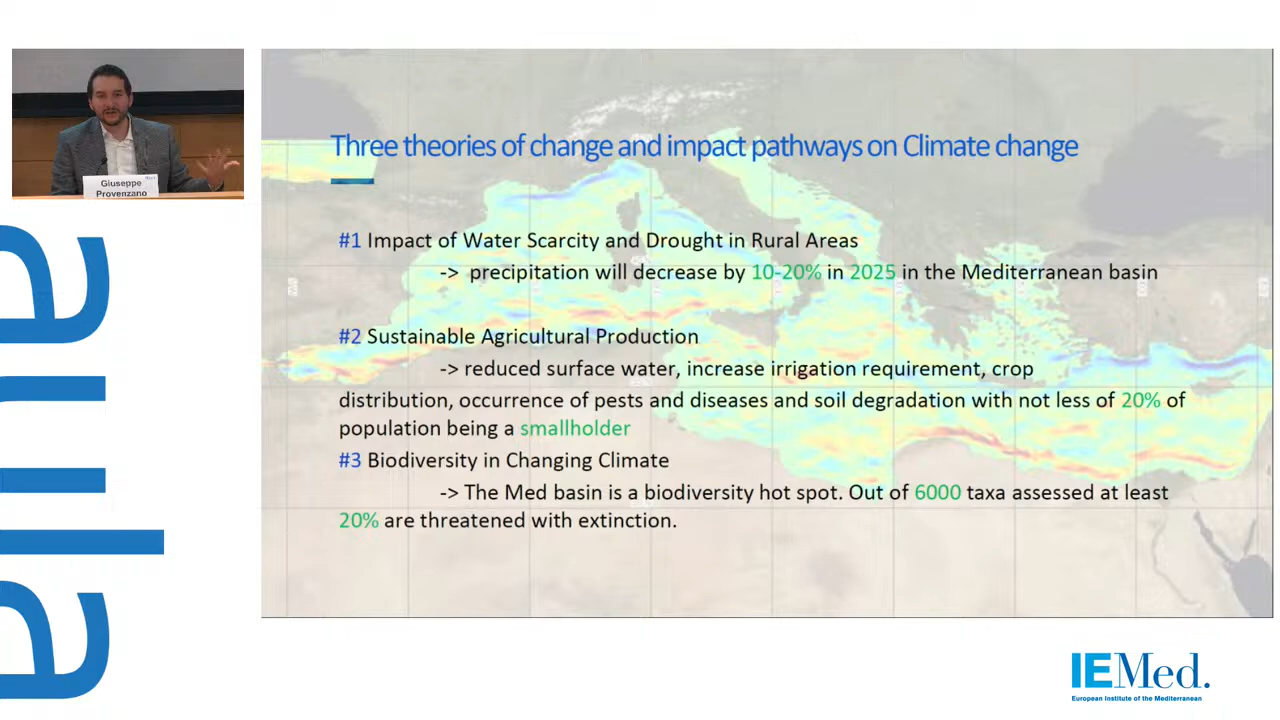 Giuseppe
Provenzano
aula
Three theories of change and impact pathways on Climate change
#1 Impact of Water Scarcity and Drought in Rural Areas
-> precipitation will decrease by 10-20% in 2025 in the Mediterranean basin
#2 Sustainable Agricultural Production
-> reduced surface water, increase irrigation requirement, crop
distribution, occurrence of pests and diseases and soil degradation with not less of 20% of
population being a smallholder
#3 Biodiversity in Changing Climate
-> The Med basin is a biodiversity hot spot. Out of 6000 taxa assessed at least
20% are threatened with extinction.
IEMed.
European Institute of the Mediterranean